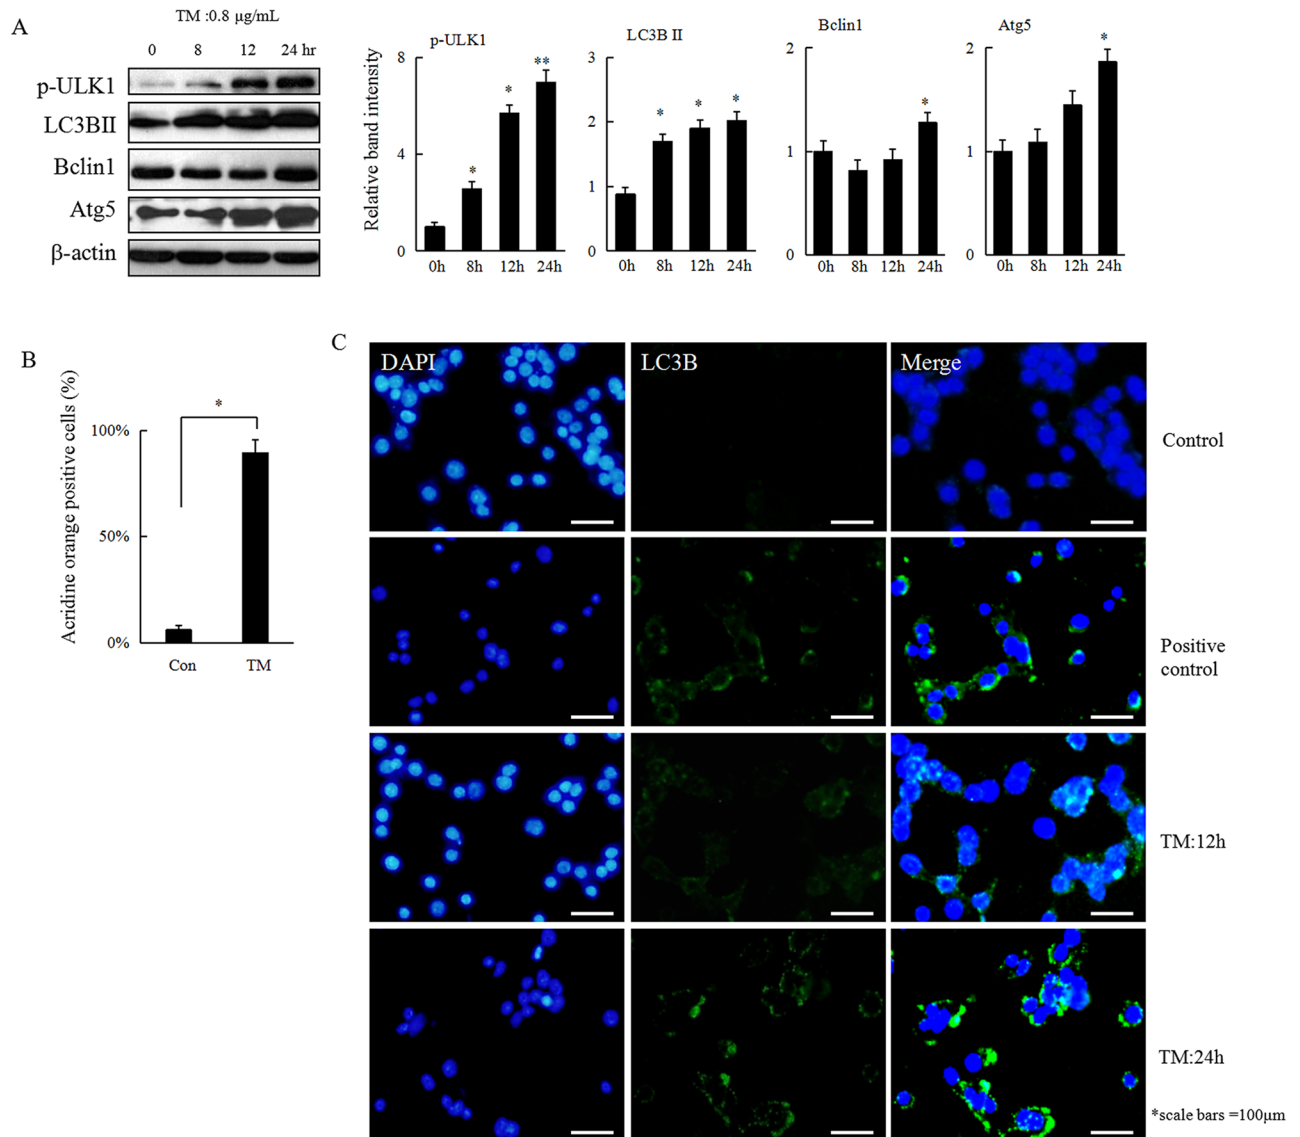 A
TM :0.8 µg/mL
0 8 12 24 hr
p-ULK1
LC3BII
Bclin1
Atg5
β-actin
Relative band intensity
p-ULK1
8
4
0
* * * **
0h 8h 12h 24h
LC3B II
3
2
1
0
* * *
0h 8h 12h 24h
Bclin1
2
1
0
*
0h 8h 12h 24h
Atg5
2
1
0
*
0h 8h 12h 24h
B
Acridine orange positive cells (%)
100%
50%
0%
*
Con TM
C
DAPI LC3B Merge
Control
Positive
control
TM:12h
TM:24h
*scale bars =100µm